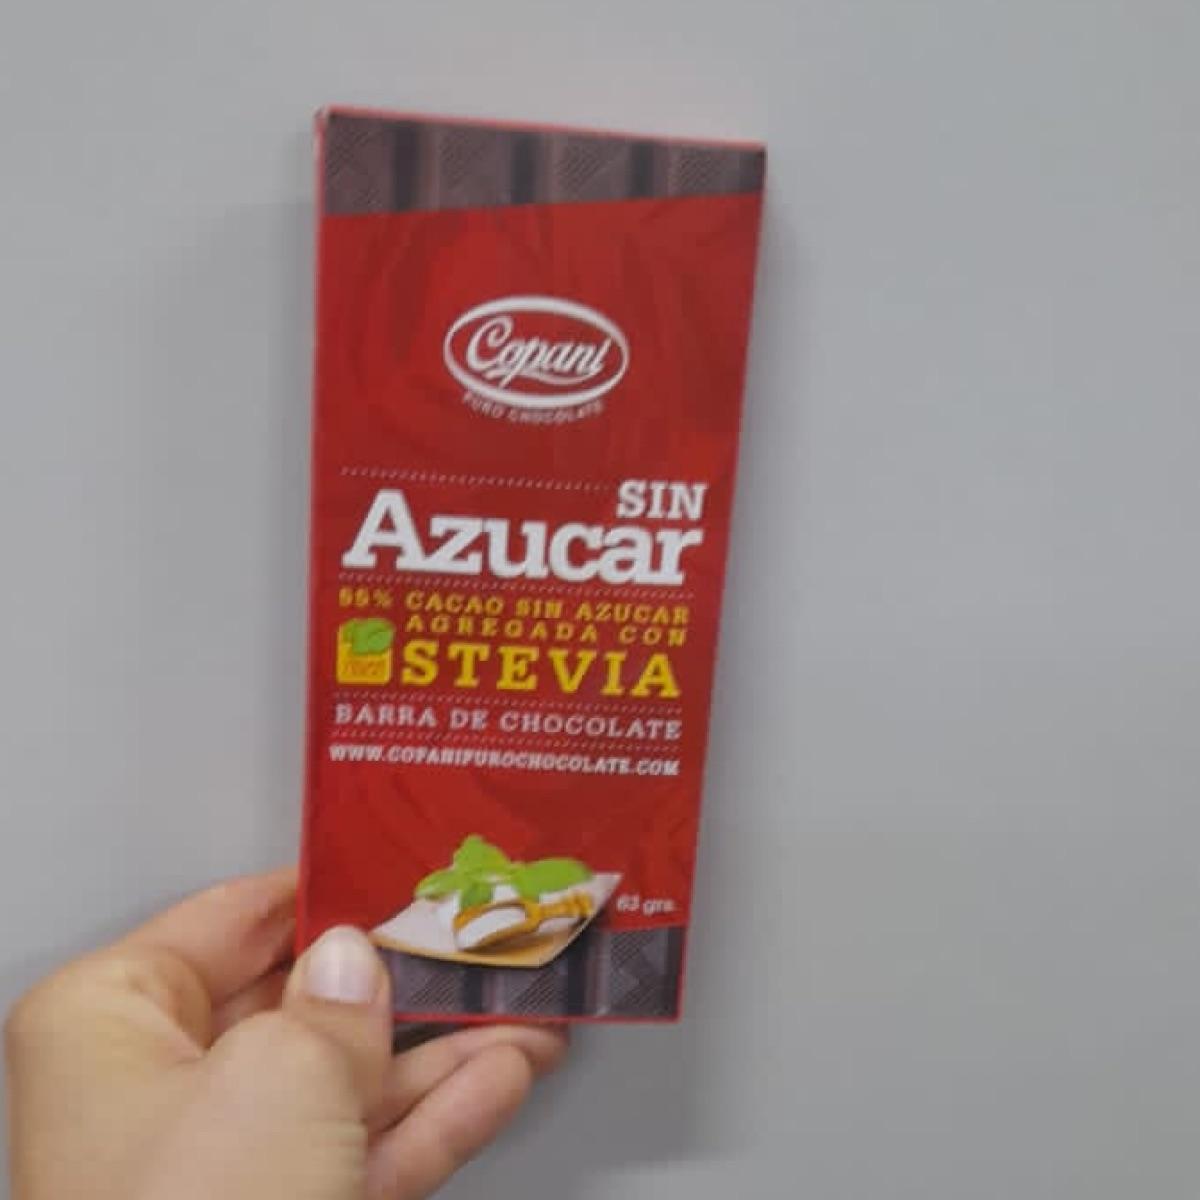 Copani
PURO CHOCOLATE
SIN
Azucar
55% CACAO SIN AZUCAR
AGREGADA CON
STEVIA
BARRA DE CHOCOLATE
WWW.COPANIPUROCHOCOLATE.COM
63 grs.